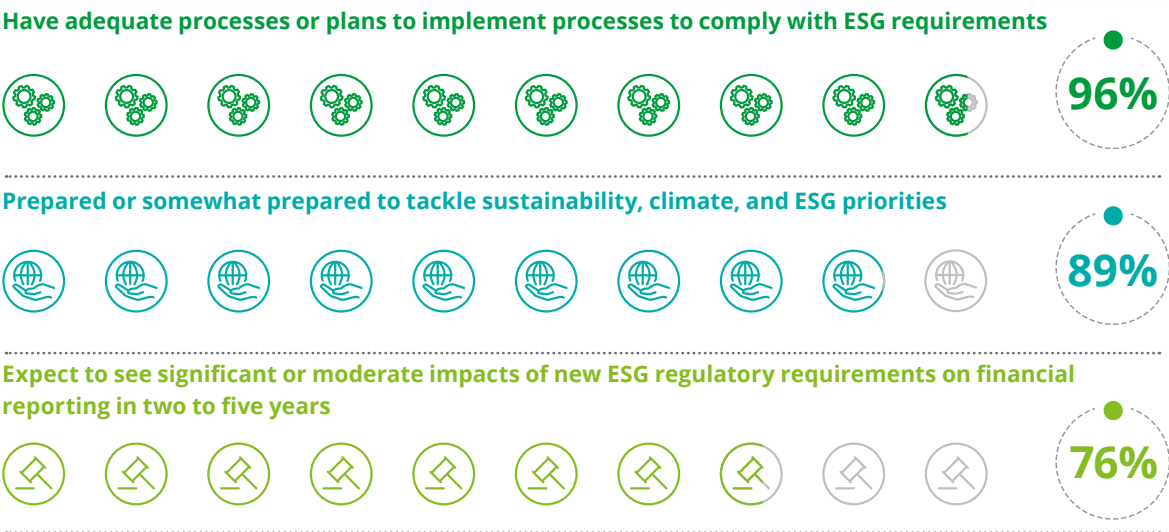 Have adequate processes or plans to implement processes to comply with ESG requirements
96%
Prepared or somewhat prepared to tackle sustainability, climate, and ESG priorities
89%
Expect to see significant or moderate impacts of new ESG regulatory requirements on financial
reporting in two to five years
76%